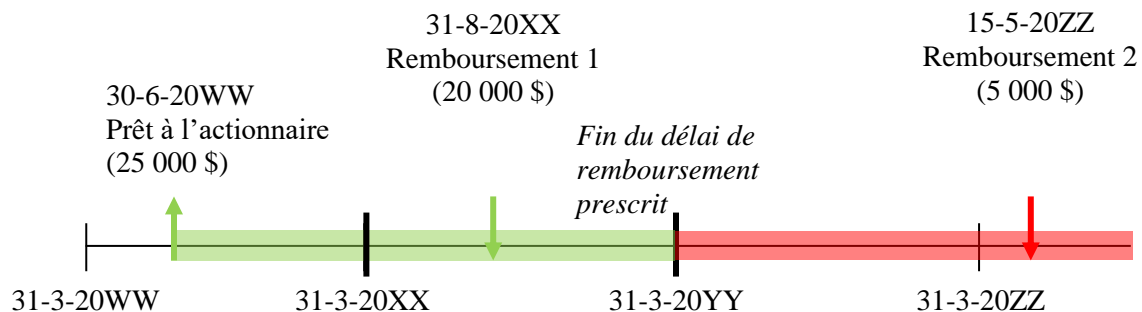 31-8-20XX
Remboursement 1
(20 000 $)
15-5-20ZZ
Remboursement 2
(5 000 $)
30-6-20WW
Prêt à l’actionnaire
(25 000 $)
Fin du délai de
remboursement
prescrit
31-3-20WW
31-3-20XX
31-3-20YY
31-3-20ZZ